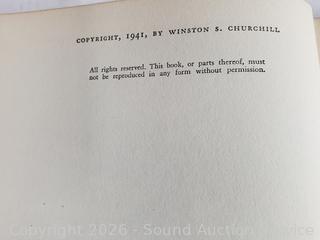 COPYRIGHT, 1941, BY WINSTON S. CHURCHILL
All rights reserved. This book, or parts thereof, must
not be reproduced in any form without permission.
Copyright 2026 - Sound Auction Service